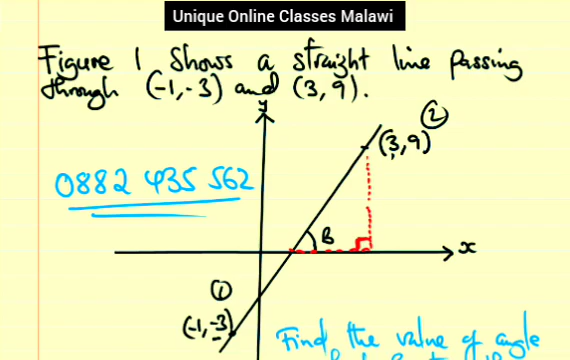 Unique Online Classes Malawi
Figure 1 shows a straight line passing
through (-1,-3) and (3,9).
y
②
(3,9)
0882 435 562
B
x
①
(-1,-3)
Find the value of angle